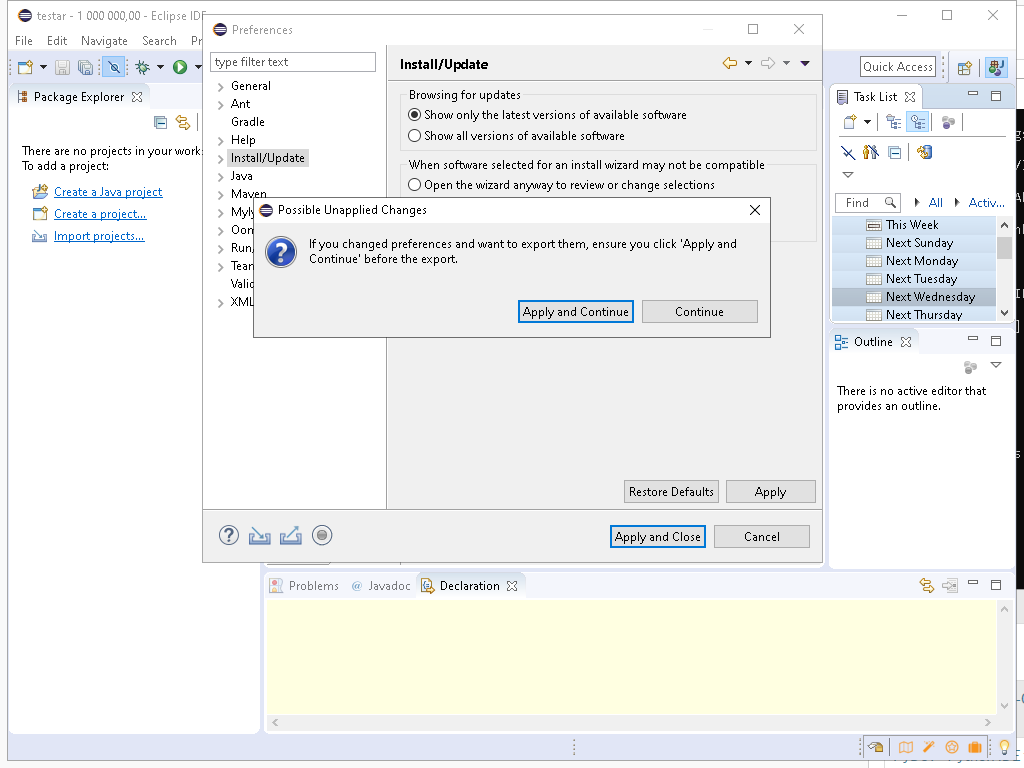 testar - 1 000 000,00 - Eclipse IDE
File Edit Navigate Search Pr
Quick Access
Package Explorer
There are no projects in your work
To add a project:
Create a Java project
Create a project...
Import projects...
Preferences
type filter text
General
Ant
Gradle
Help
Install/Update
Java
Maven
Myl
Oom
Run/
Team
Valid
XML
Install/Update
Browsing for updates
Show only the latest versions of available software
Show all versions of available software
When software selected for an install wizard may not be compatible
Open the wizard anyway to review or change selections
Restore Defaults
Apply
Apply and Close
Cancel
Possible Unapplied Changes
If you changed preferences and want to export them, ensure you click 'Apply and
Continue' before the export.
Apply and Continue
Continue
Task List
Find
All
Activ...
This Week
Next Sunday
Next Monday
Next Tuesday
Next Wednesday
Next Thursday
Outline
There is no active editor that
provides an outline.
Problems
@ Javadoc
Declaration